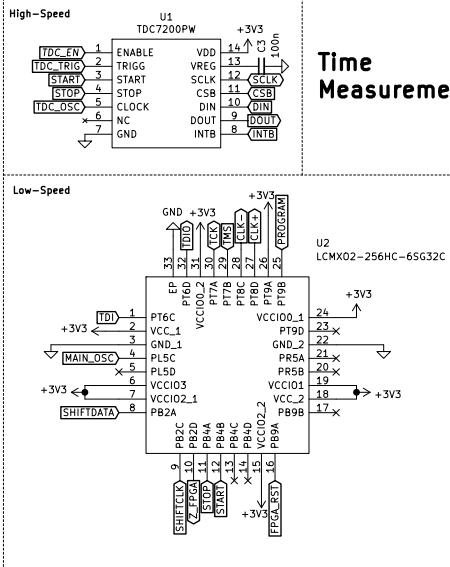 High-Speed
U1
TDC7200PW
TDC_EN 1 ENABLE VDD 14 +3V3
TDC_TRIG 2 TRIGG VREG 13 C3 100n
START 3 START SCLK 12 SCLK
STOP 4 STOP CSB 11 CSB
TDC_OSC 5 CLOCK DIN 10 DIN
6 NC DOUT 9 DOUT
7 GND INTB 8 INTB
Time
Measureme
Low-Speed
GND TDIO +3V3 TCK TMS CLK- CLK+ +3V3 PROGRAM
33 32 31 30 29 28 27 26 25
EP PT6D VCCIO0_2 PT7A PT7B PT8C PT8D PT9A PT9B
U2
LCMXO2-256HC-6SG32C
TDI 1 PT6C VCCIO0_1 24 +3V3
+3V3 2 VCC_1 PT9D 23
3 GND_1 GND_2 22
MAIN_OSC 4 PL5C PR5A 21
5 PL5D PR5B 20
+3V3 6 VCCIO3 VCCIO1 19 +3V3
7 VCCIO2_1 VCC_2 18
SHIFTDATA 8 PB2A PB9B 17
PB2C PB2D PB4A PB4B PB4C PB4D VCCIO2_2 PB9A
9 10 11 12 13 14 15 16
SHIFTCLK Z_FPGA STOP START +3V3 FPGA_RST